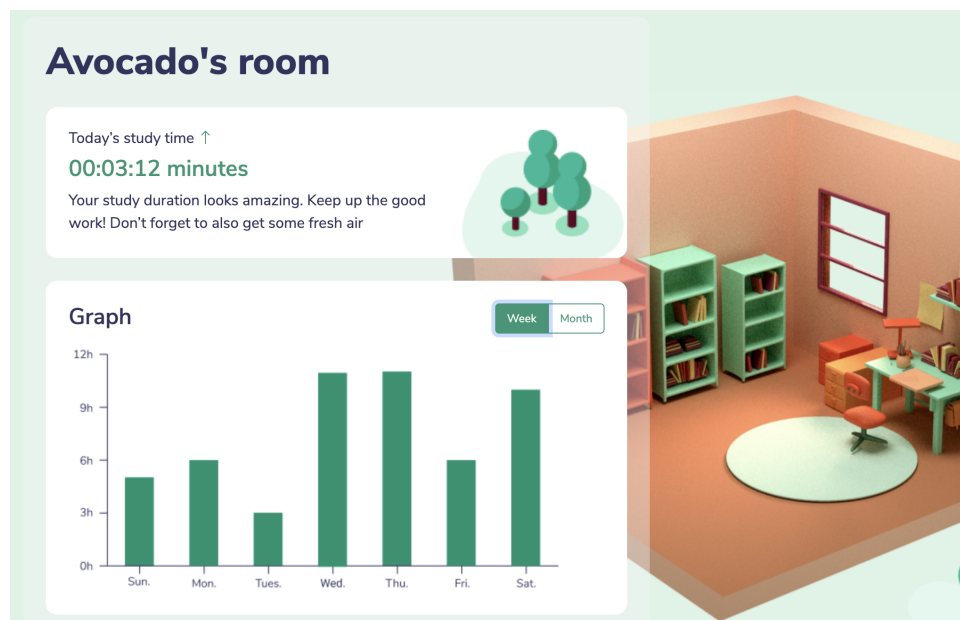 Avocado's room
Today's study time ↑
00:03:12 minutes
Your study duration looks amazing. Keep up the good
work! Don't forget to also get some fresh air
Graph
Week Month
12h
9h
6h
3h
0h
Sun. Mon. Tues. Wed. Thu. Fri. Sat.